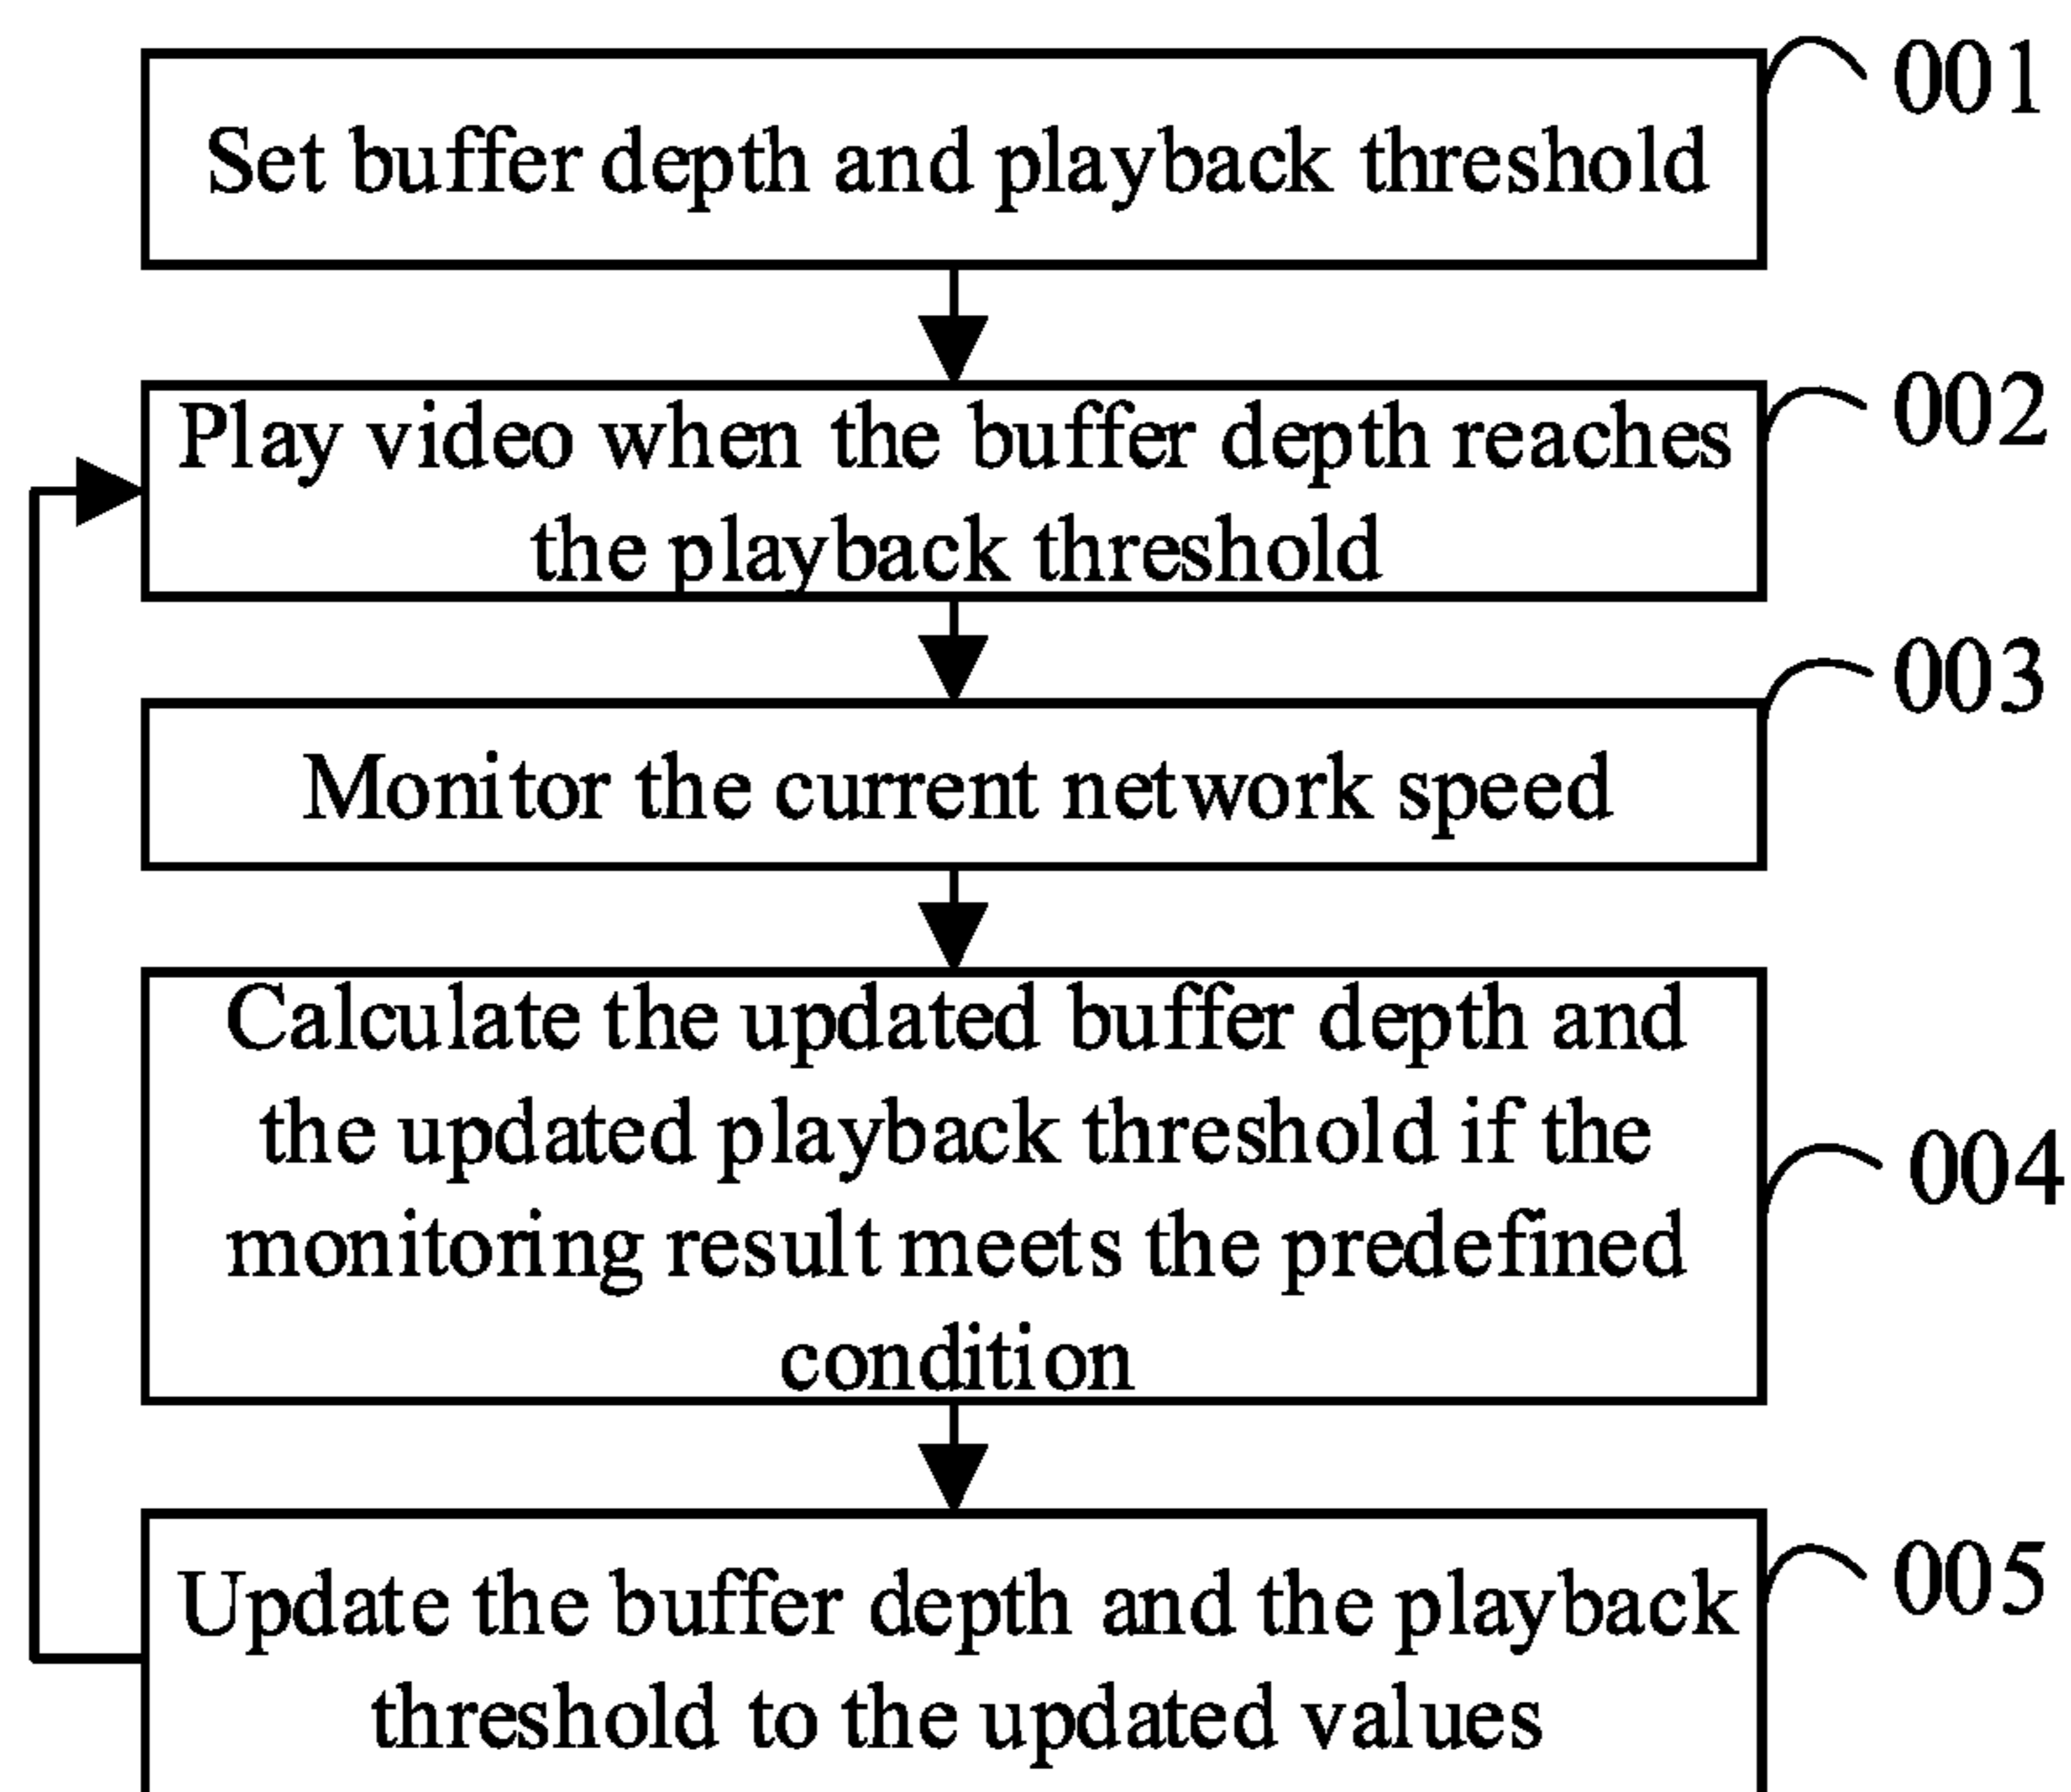 001
Set buffer depth and playback threshold
002
Play video when the buffer depth reaches
the playback threshold
003
Monitor the current network speed
Calculate the updated buffer depth and
the updated playback threshold if the
004
monitoring result meets the predefined
condition
005
Update the buffer depth and the playback
threshold to the updated values